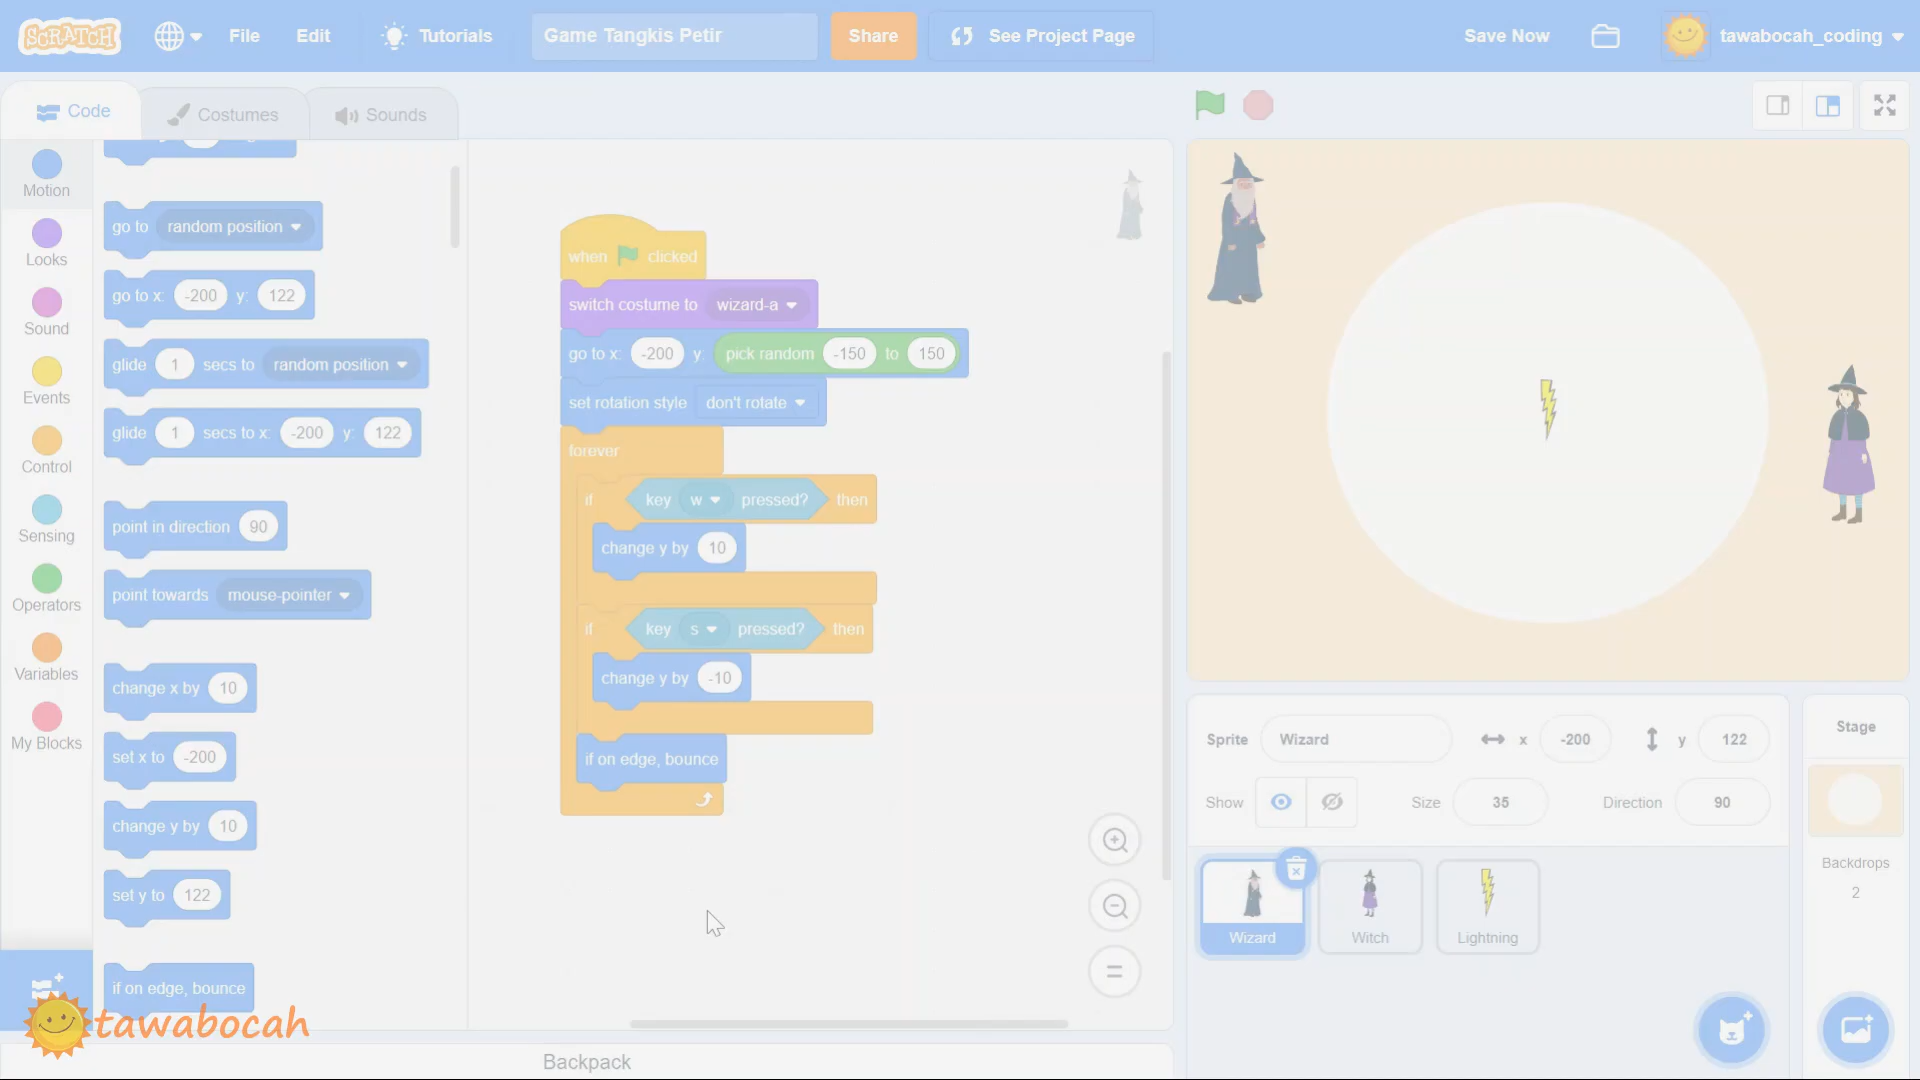 SCRATCH File Edit Tutorials Game Tangkis Petir Share See Project Page Save Now tawabocah_coding
Code Costumes Sounds
Motion
Looks
Sound
Events
Control
Sensing
Operators
Variables
My Blocks
go to random position
go to x: -200 y: 122
glide 1 secs to random position
glide 1 secs to x: -200 y: 122
point in direction 90
point towards mouse-pointer
change x by 10
set x to -200
change y by 10
set y to 122
if on edge, bounce
when clicked
switch costume to wizard-a
go to x: -200 y: pick random -150 to 150
set rotation style don't rotate
forever
if key w pressed? then
change y by 10
if key s pressed? then
change y by -10
if on edge, bounce
Sprite Wizard x -200 y 122
Show Size 35 Direction 90
Wizard Witch Lightning
Stage
Backdrops
2
tawabocah
Backpack